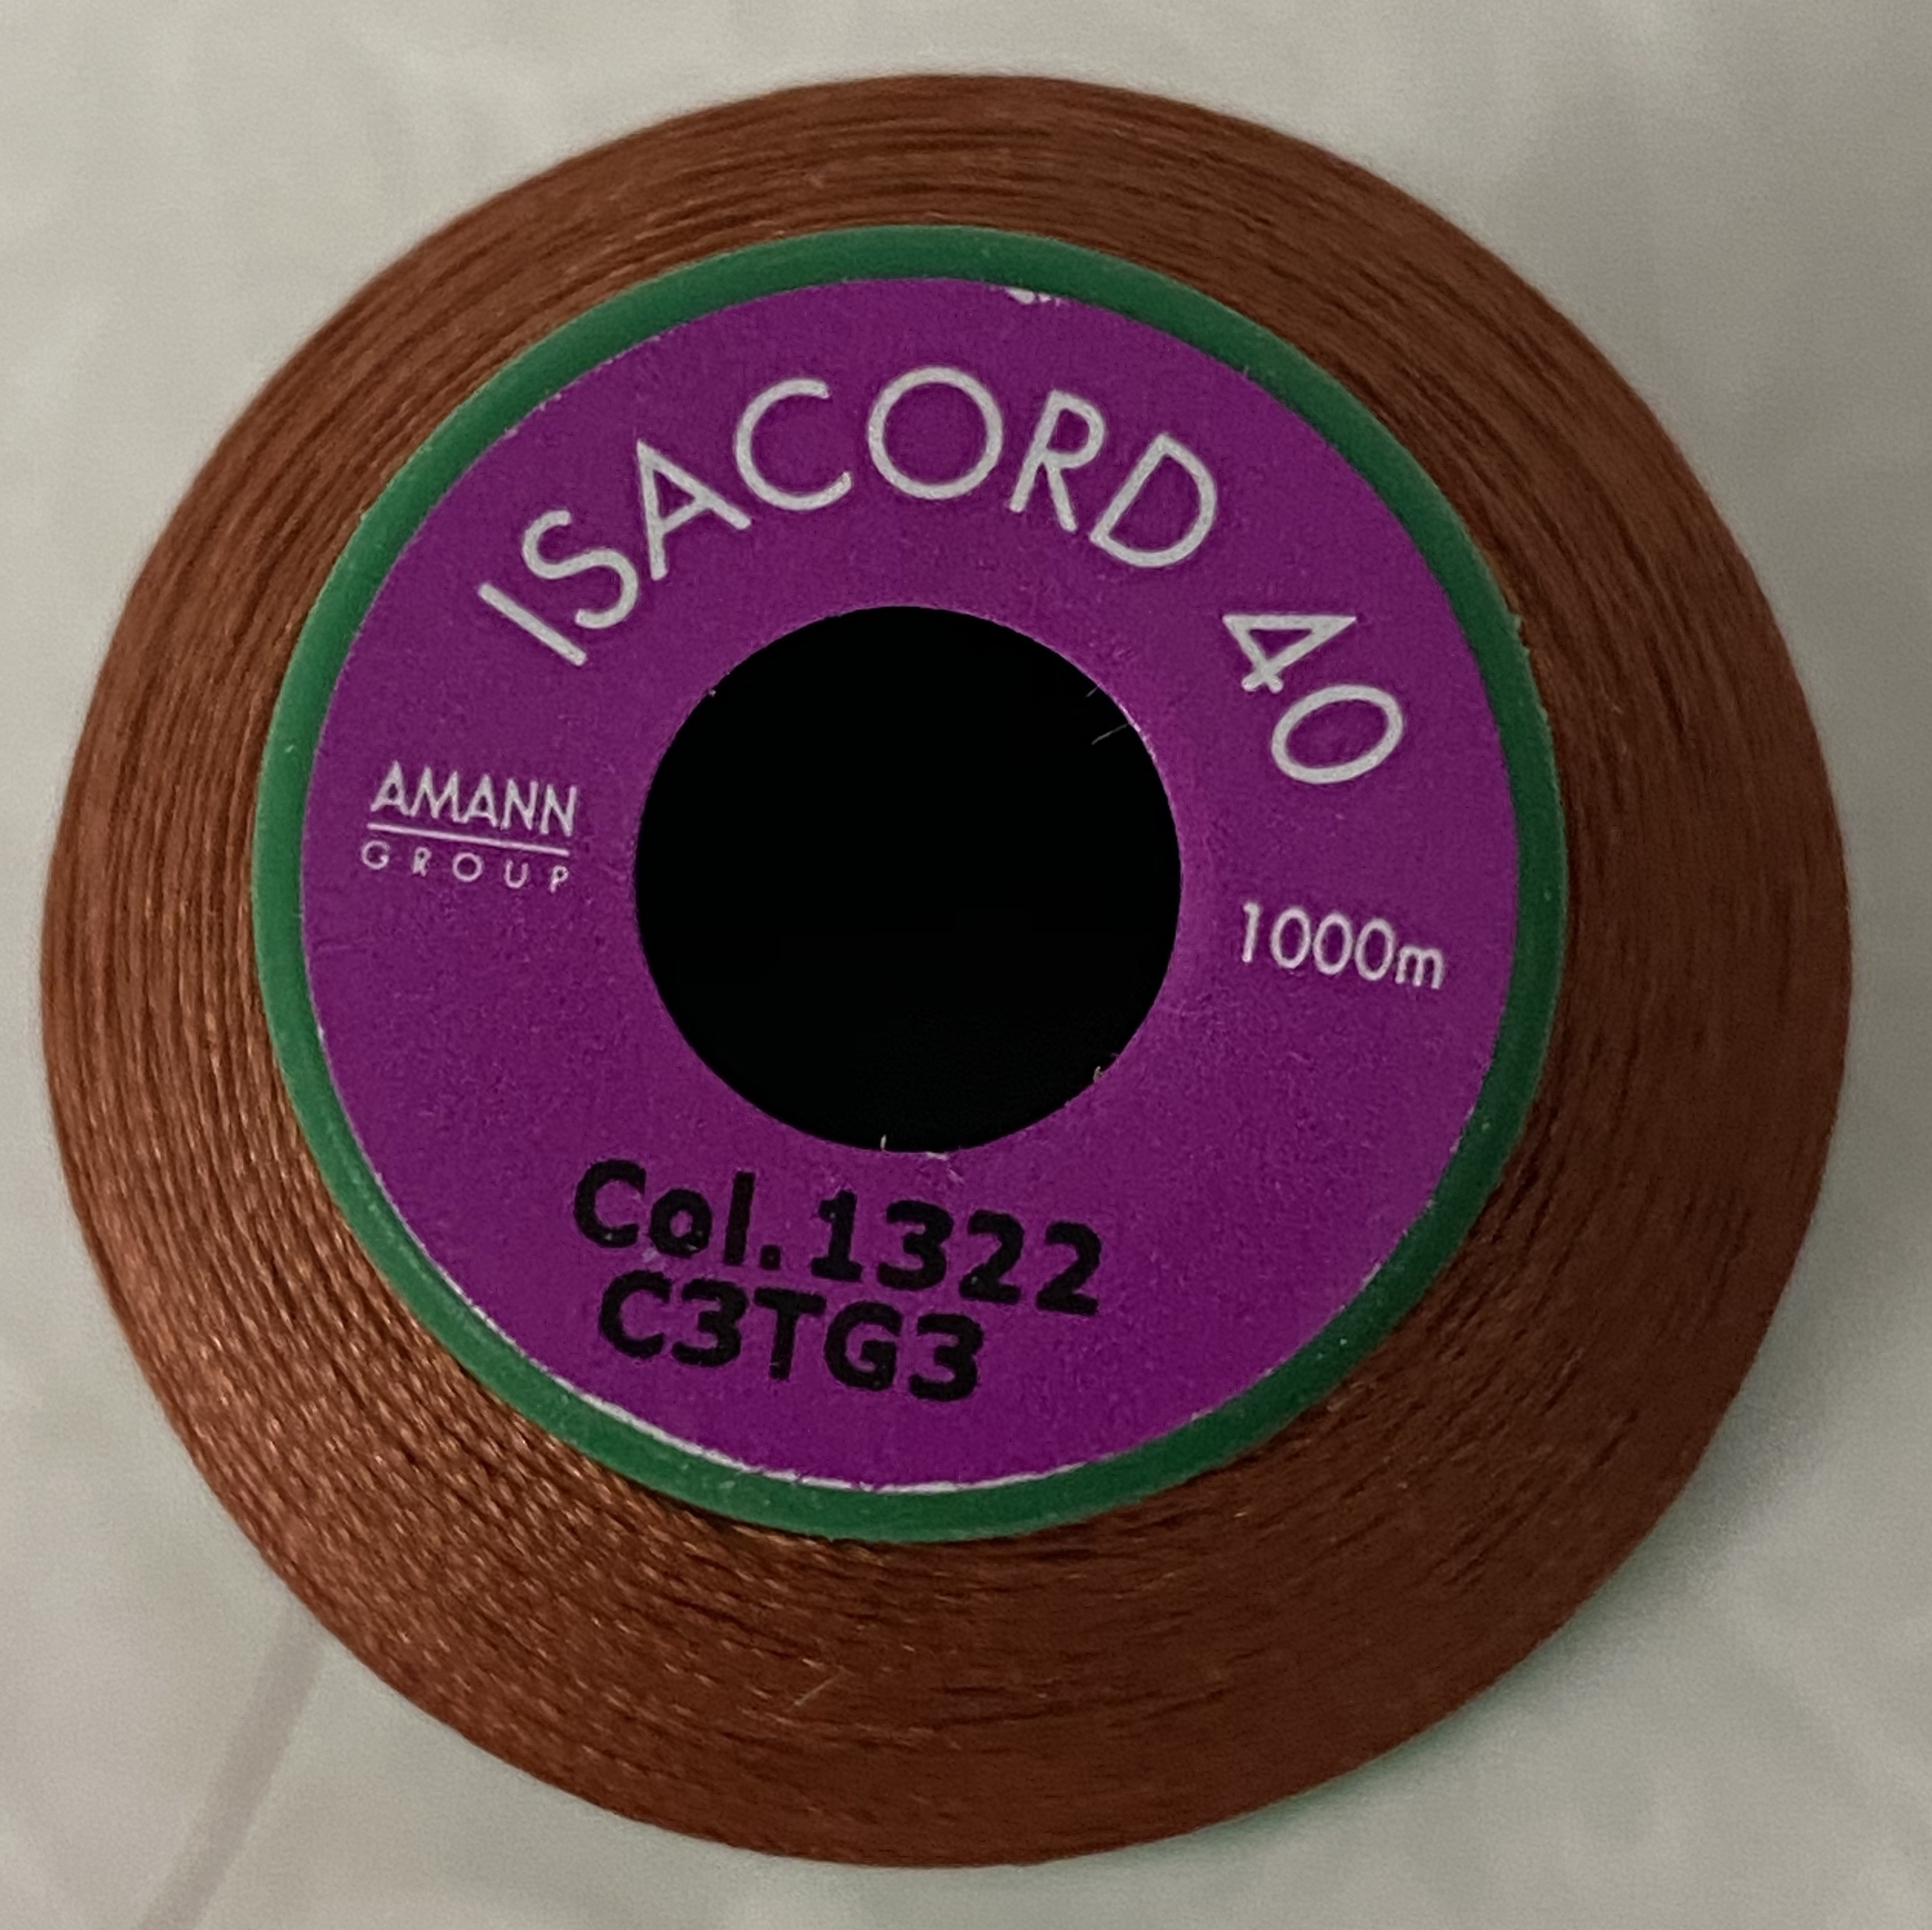 ISACORD 40
AMANN
GROUP
1000m
Col.1322
C3TG3